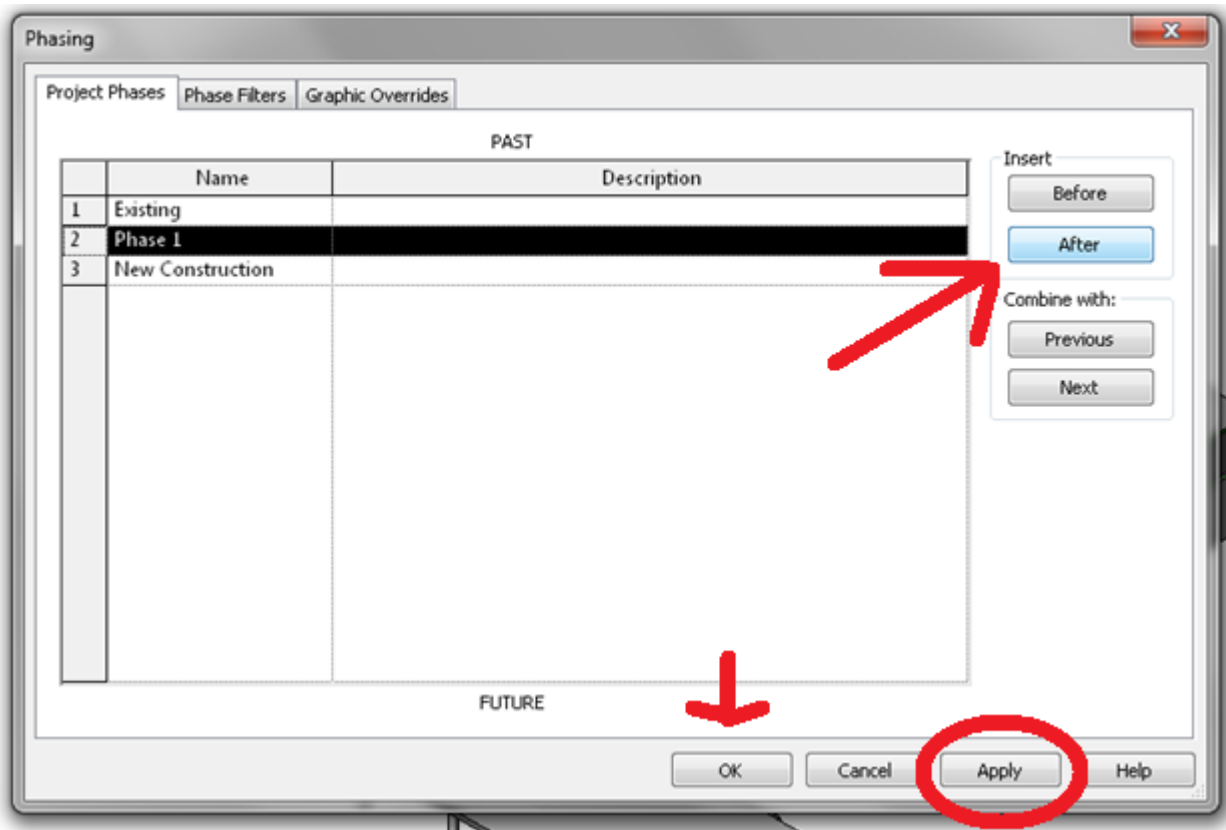 Phasing
Project Phases Phase Filters Graphic Overrides
PAST
Name Description
1 Existing
2 Phase 1
3 New Construction
FUTURE
Insert
Before
After
Combine with:
Previous
Next
OK Cancel Apply Help